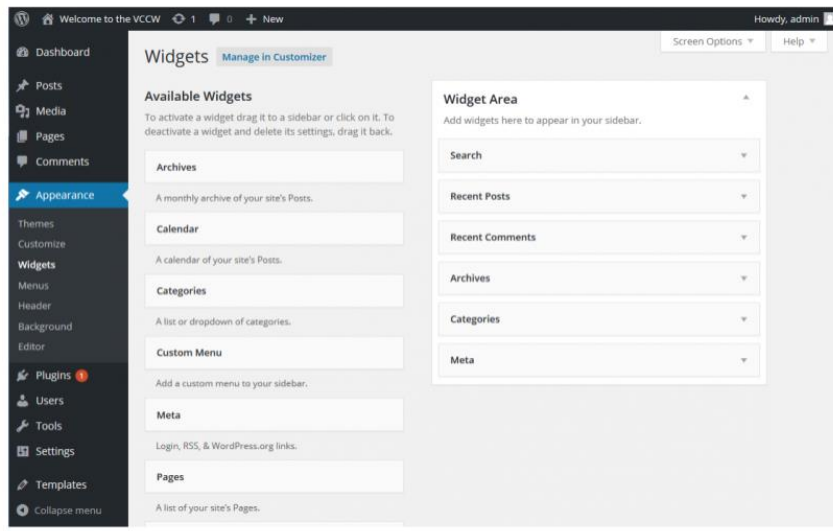 Welcome to the VCCW 1 0 New Howdy, admin
Screen Options Help
Dashboard
Posts
Media
Pages
Comments
Appearance
Themes
Customize
Widgets
Menus
Header
Background
Editor
Plugins 1
Users
Tools
Settings
Templates
Collapse menu
Widgets Manage in Customizer
Available Widgets
To activate a widget drag it to a sidebar or click on it. To
deactivate a widget and delete its settings, drag it back.
Archives
A monthly archive of your site's Posts.
Calendar
A calendar of your site's Posts.
Categories
A list or dropdown of categories.
Custom Menu
Add a custom menu to your sidebar.
Meta
Login, RSS, & WordPress.org links.
Pages
A list of your site's Pages.
Widget Area
Add widgets here to appear in your sidebar.
Search
Recent Posts
Recent Comments
Archives
Categories
Meta